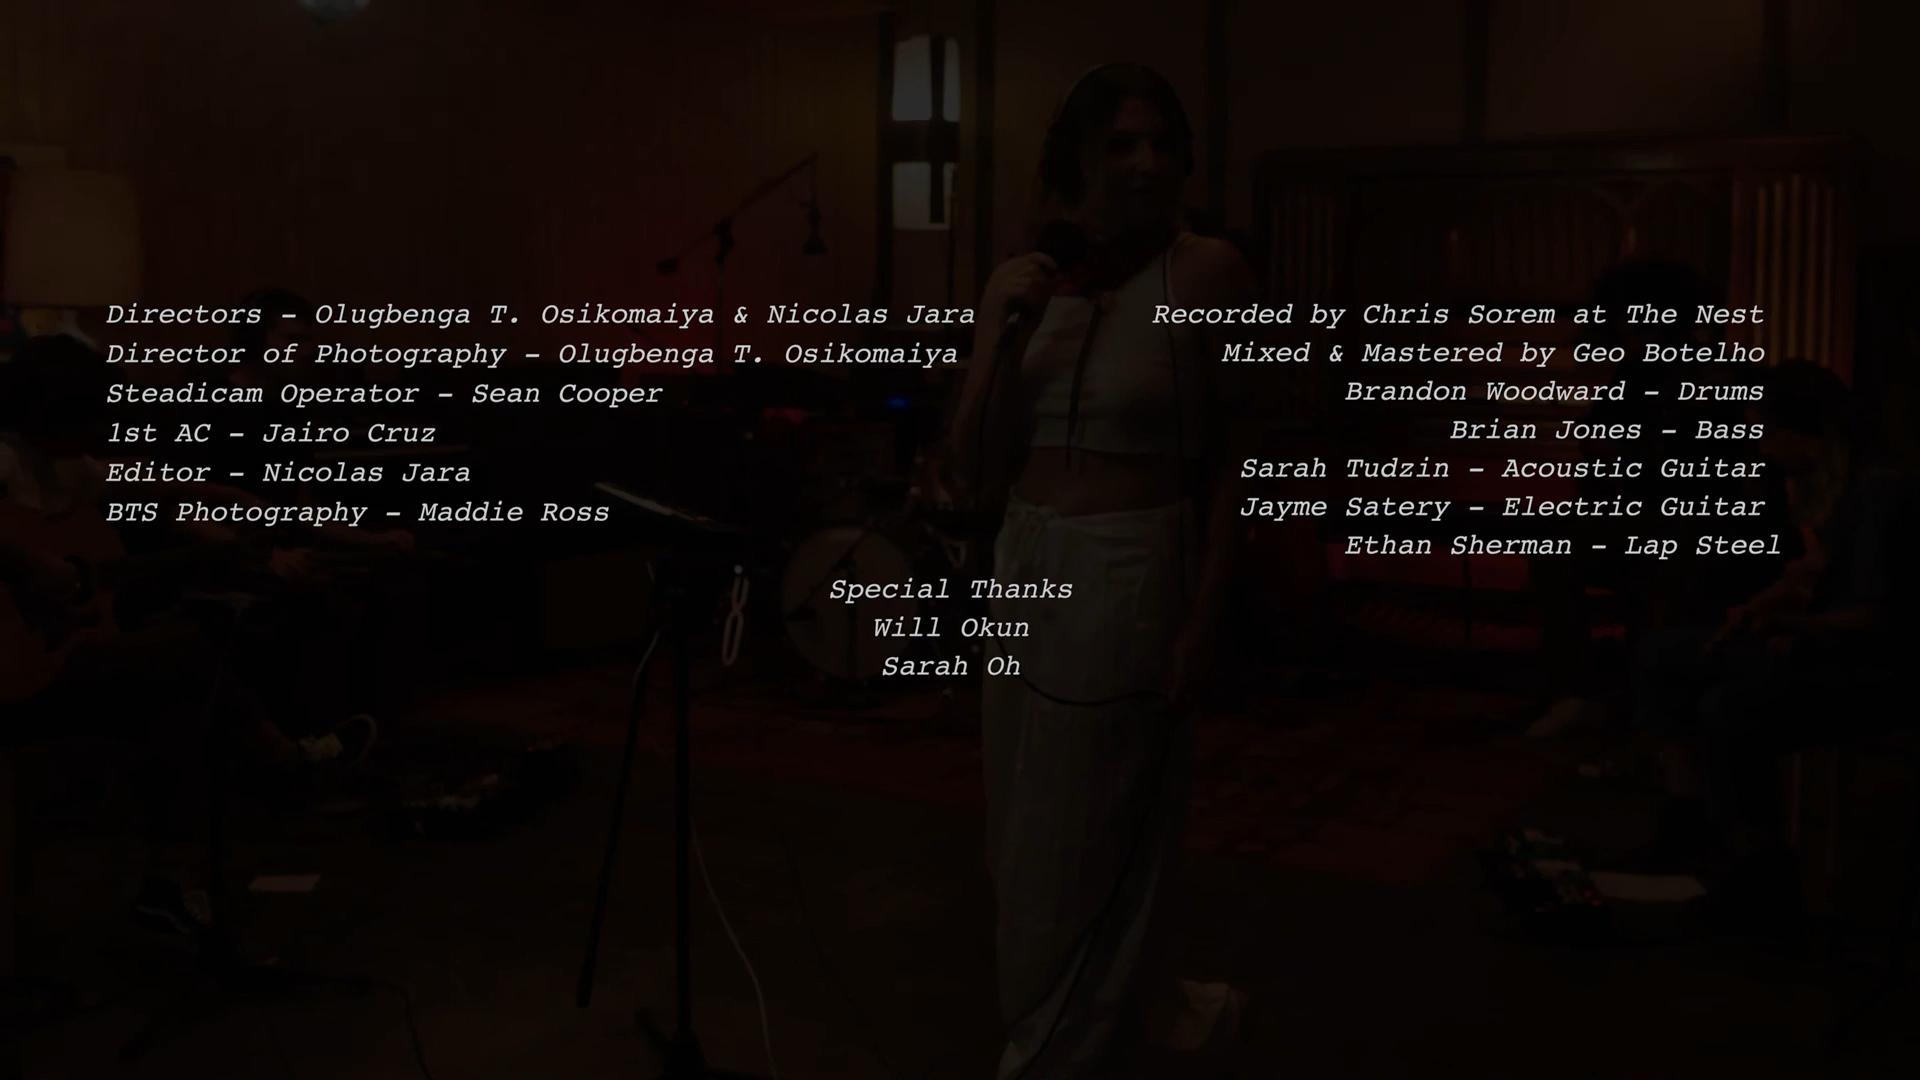 Directors – Olugbenga T. Osikomaiya & Nicolas Jara
Director of Photography – Olugbenga T. Osikomaiya
Steadicam Operator – Sean Cooper
1st AC – Jairo Cruz
Editor – Nicolas Jara
BTS Photography – Maddie Ross
Recorded by Chris Sorem at The Nest
Mixed & Mastered by Geo Botelho
Brandon Woodward – Drums
Brian Jones – Bass
Sarah Tudzin – Acoustic Guitar
Jayme Satery – Electric Guitar
Ethan Sherman – Lap Steel
Special Thanks
Will Okun
Sarah Oh